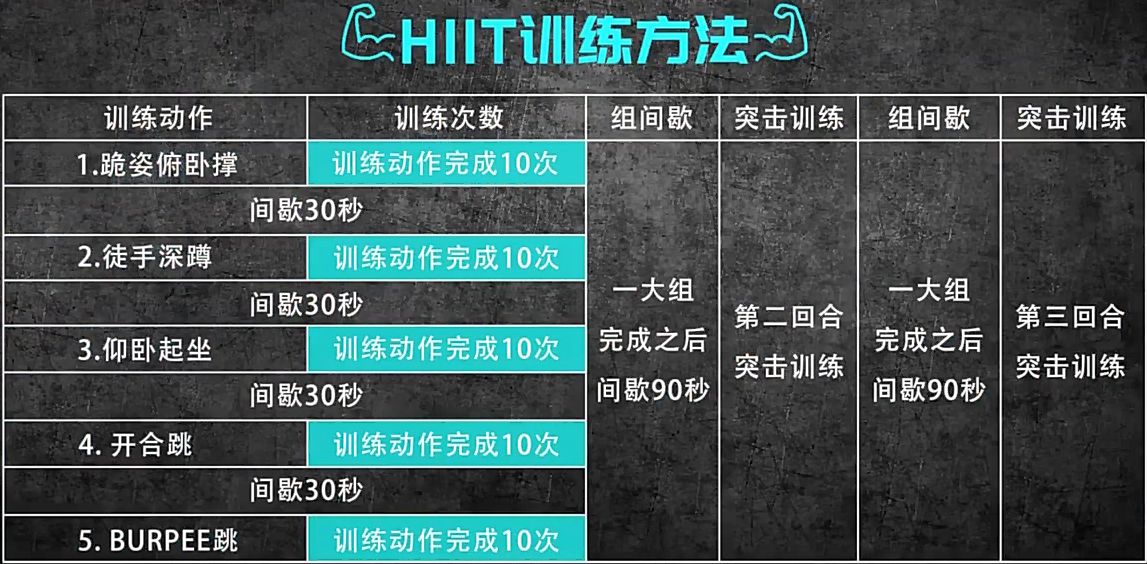 HIIT训练方法
训练动作 训练次数 组间歇 突击训练 组间歇 突击训练
1.跪姿俯卧撑 训练动作完成10次
间歇30秒
2.徒手深蹲 训练动作完成10次
间歇30秒
3.仰卧起坐 训练动作完成10次
间歇30秒
4. 开合跳 训练动作完成10次
间歇30秒
5. BURPEE跳 训练动作完成10次
一大组
完成之后
间歇90秒
第二回合
突击训练
一大组
完成之后
间歇90秒
第三回合
突击训练